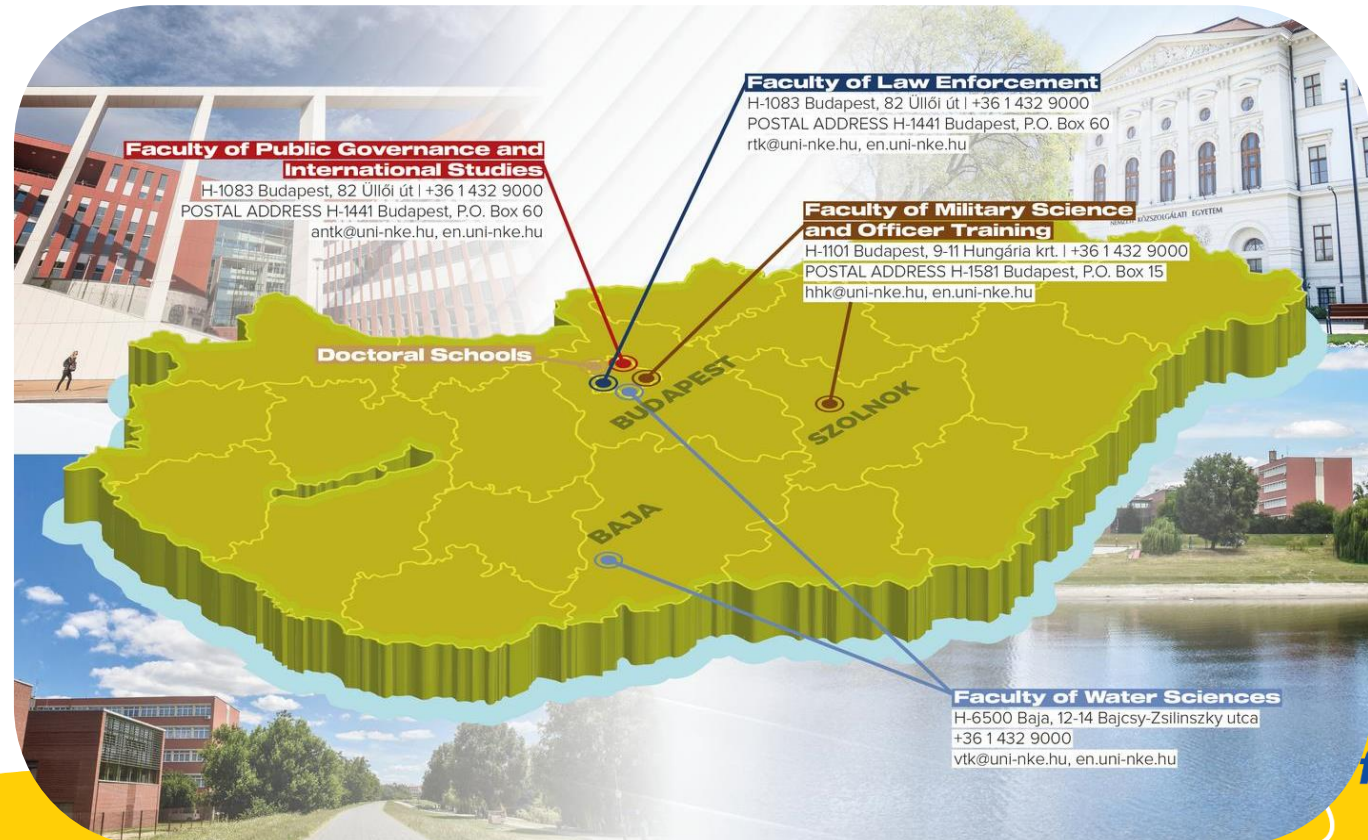 Faculty of Law Enforcement
H-1083 Budapest, 82 Üllői út | +36 1 432 9000
POSTAL ADDRESS H-1441 Budapest, P.O. Box 60
rtk@uni-nke.hu, en.uni-nke.hu
Faculty of Public Governance and
International Studies
H-1083 Budapest, 82 Üllői út | +36 1 432 9000
POSTAL ADDRESS H-1441 Budapest, P.O. Box 60
antk@uni-nke.hu, en.uni-nke.hu
KÖZSZOLGÁLATI EGYETEM
Faculty of Military Science
and Officer Training
H-1101 Budapest, 9-11 Hungária krt. | +36 1 432 9000
POSTAL ADDRESS H-1581 Budapest, P.O. Box 15
hhk@uni-nke.hu, en.uni-nke.hu
Doctoral Schools
BUDAPEST
SZOLNOK
BAJA
Faculty of Water Sciences
H-6500 Baja, 12-14 Bajcsy-Zsilinszky utca
+36 1 432 9000
vtk@uni-nke.hu, en.uni-nke.hu